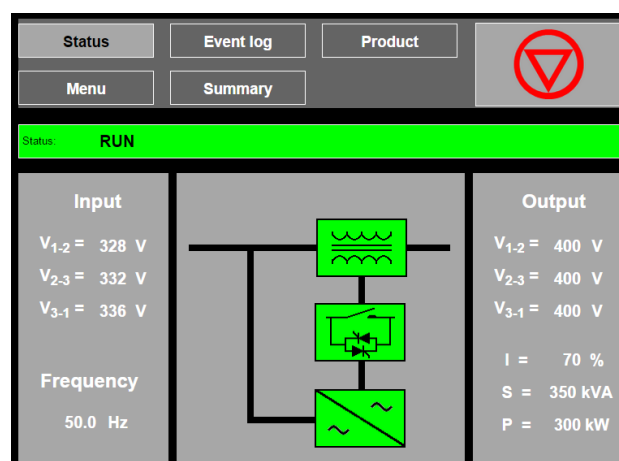 Status
Event log
Product
Menu
Summary
Status: RUN
Input
V1-2 = 328 V
V2-3 = 332 V
V3-1 = 336 V
Frequency
50.0 Hz
Output
V1-2 = 400 V
V2-3 = 400 V
V3-1 = 400 V
I = 70 %
S = 350 kVA
P = 300 kW